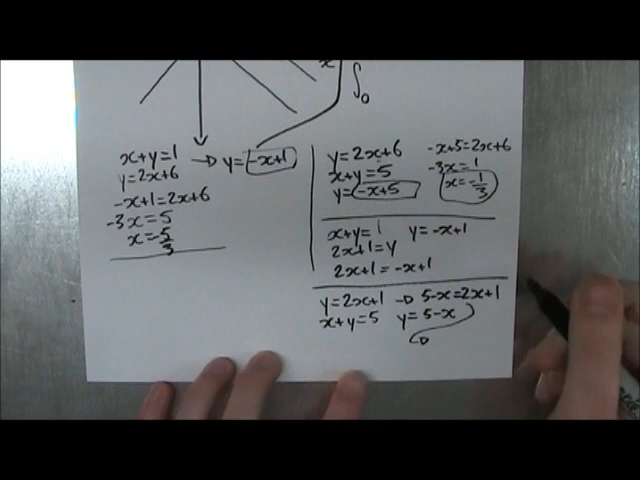 x
∫₀
x+y=1 → y=-x+1
y=2x+6
-x+1=2x+6
-3x=5
x=-5/3
y=2x+6
x+y=5
y=-x+5
-x+5=2x+6
-3x=1
x=-1/3
x+y=1 y=-x+1
2x+1=y
2x+1=-x+1
y=2x+1 → 5-x=2x+1
x+y=5 y=5-x